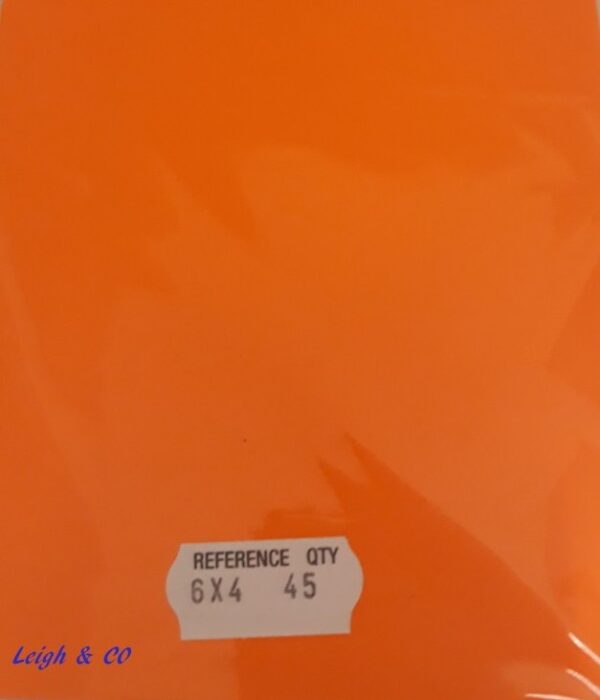 REFERENCE QTY
6X4 45
Leigh & CO